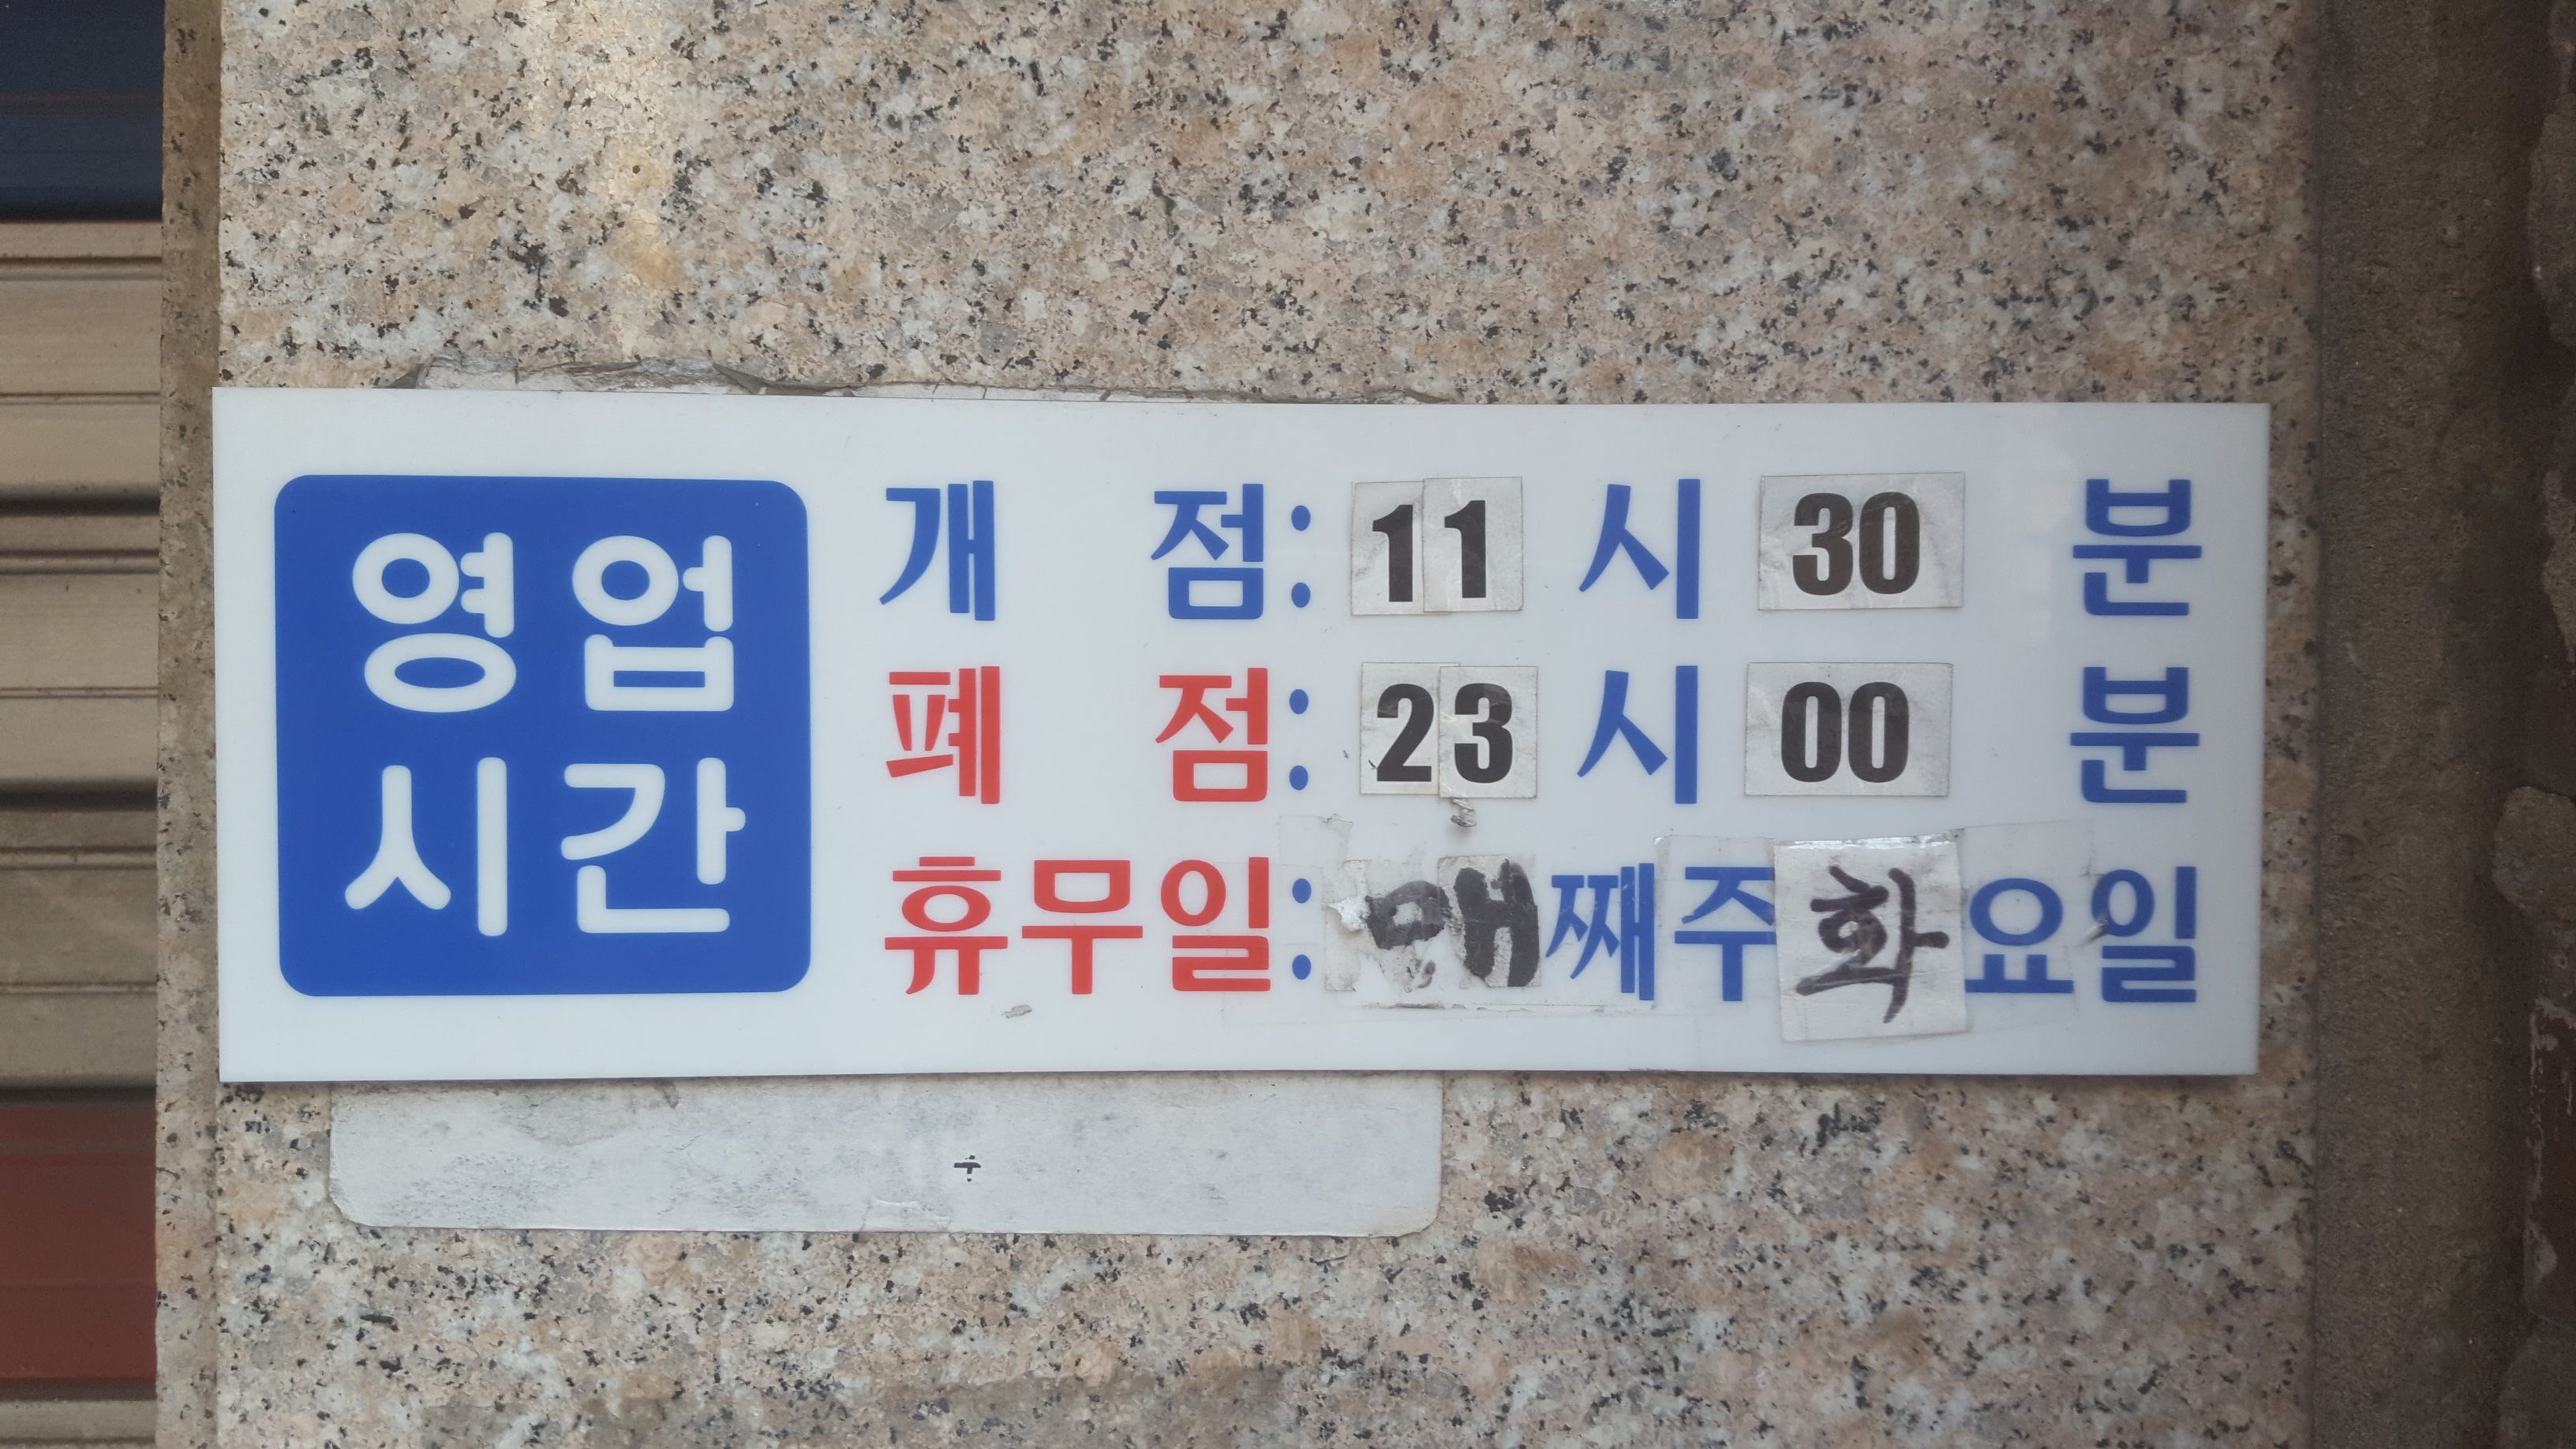 영업
시간
개 점: 11 시 30 분
폐 점: 23 시 00 분
휴무일: 매 째주 화 요일